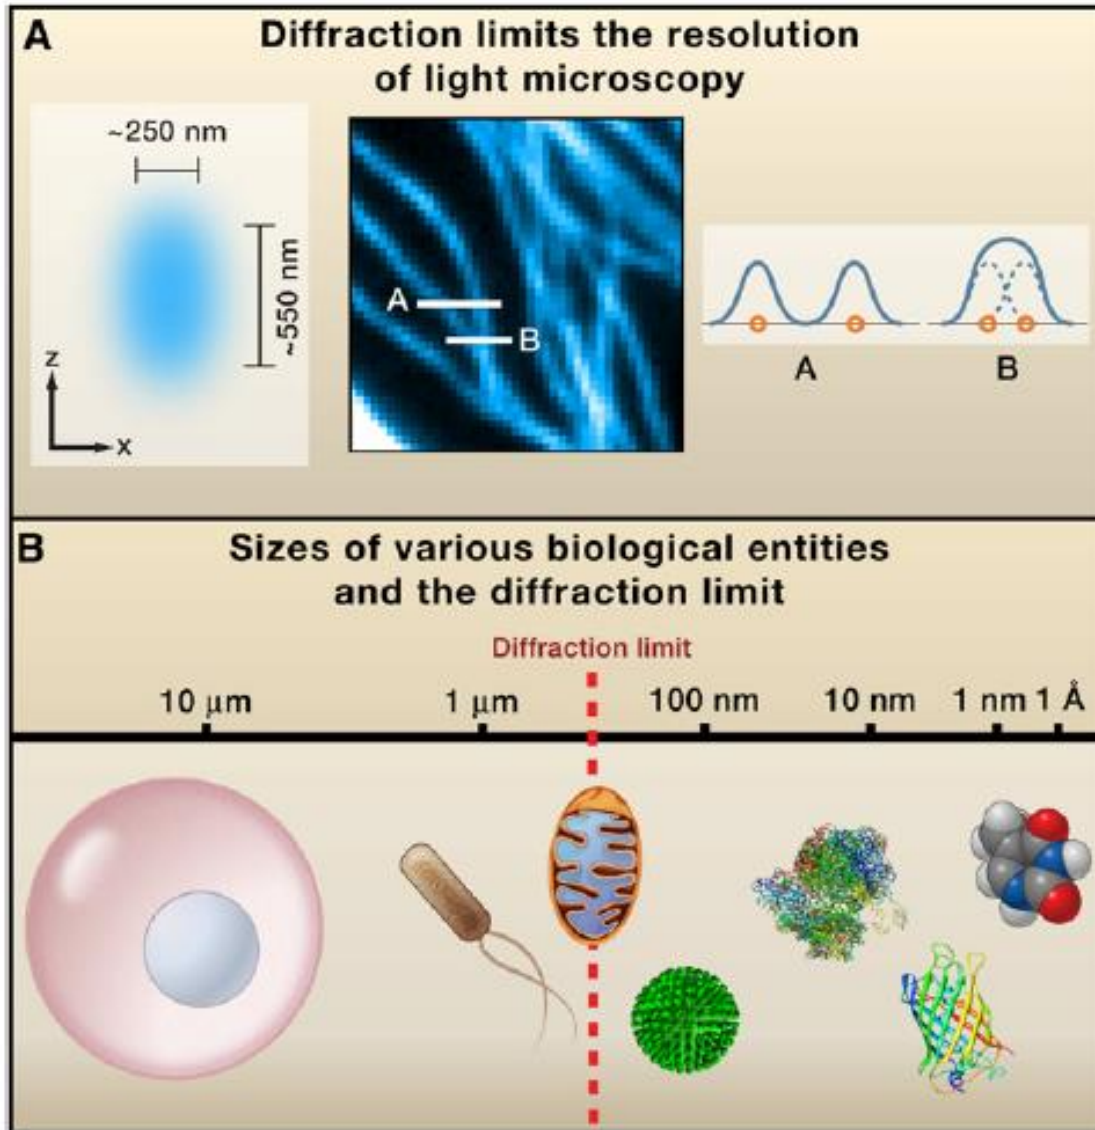 A
Diffraction limits the resolution
of light microscopy
~250 nm
~550 nm
z
x
A
B
A
B
B
Sizes of various biological entities
and the diffraction limit
Diffraction limit
10 μm
1 μm
100 nm
10 nm
1 nm
1 Å